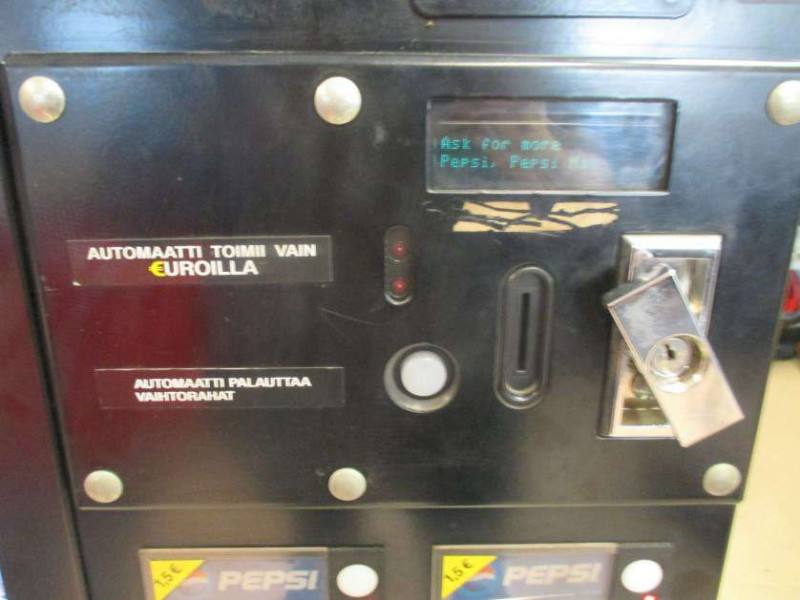 Ask for more
Pepsi, Pepsi
AUTOMAATTI TOIMII VAIN
€UROILLA
AUTOMAATTI PALAUTTAA
VAIHTORAHAT
1,5 €
PEPSI
1,5 €
PEPSI